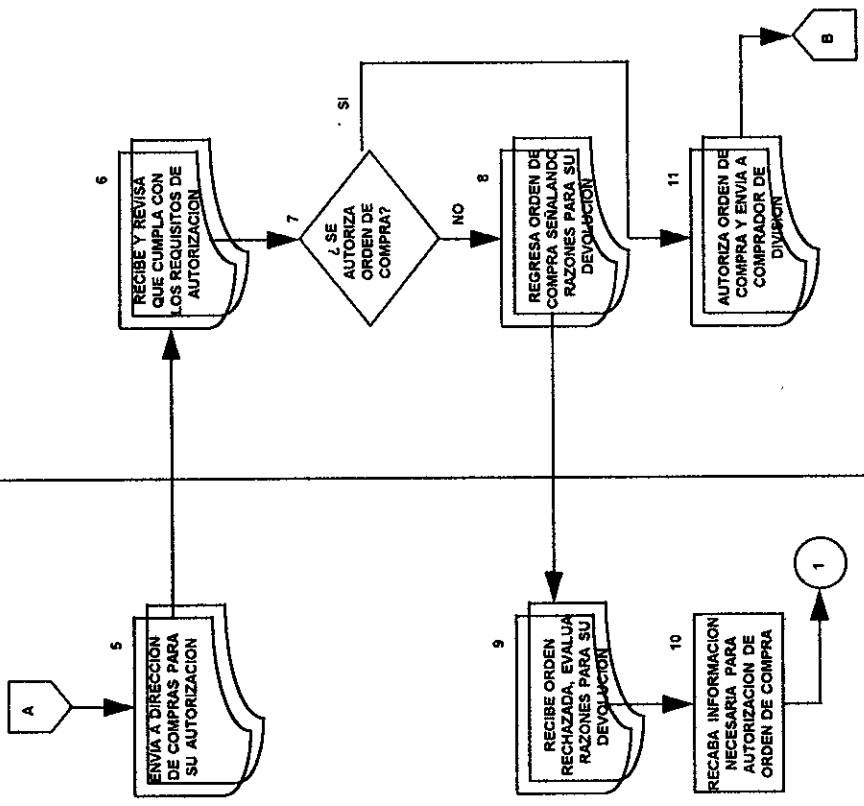 A
5
ENVIA A DIRECCION
DE COMPRAS PARA
SU AUTORIZACION
6
RECIBE Y REVISA
QUE CUMPLA CON
LOS REQUISITOS DE
AUTORIZACION
7
¿ SE
AUTORIZA
ORDEN DE
COMPRA?
SI
NO
8
REGRESA ORDEN DE
COMPRA SEÑALANDO
RAZONES PARA SU
DEVOLUCION
9
RECIBE ORDEN
RECHAZADA, EVALUA
RAZONES PARA SU
DEVOLUCION
10
RECABA INFORMACION
NECESARIA PARA
AUTORIZACION DE
ORDEN DE COMPRA
1
11
AUTORIZA ORDEN DE
COMPRA Y ENVIA A
COMPRADOR DE
DIVISION
B